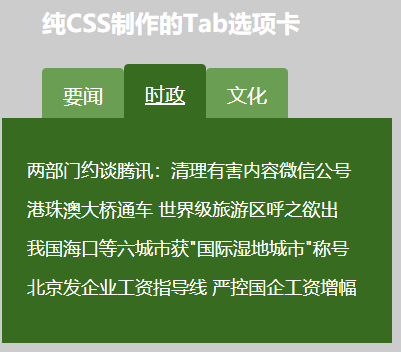 纯CSS制作的Tab选项卡
要闻 时政 文化
两部门约谈腾讯：清理有害内容微信公号
港珠澳大桥通车 世界级旅游区呼之欲出
我国海口等六城市获"国际湿地城市"称号
北京发企业工资指导线 严控国企工资增幅